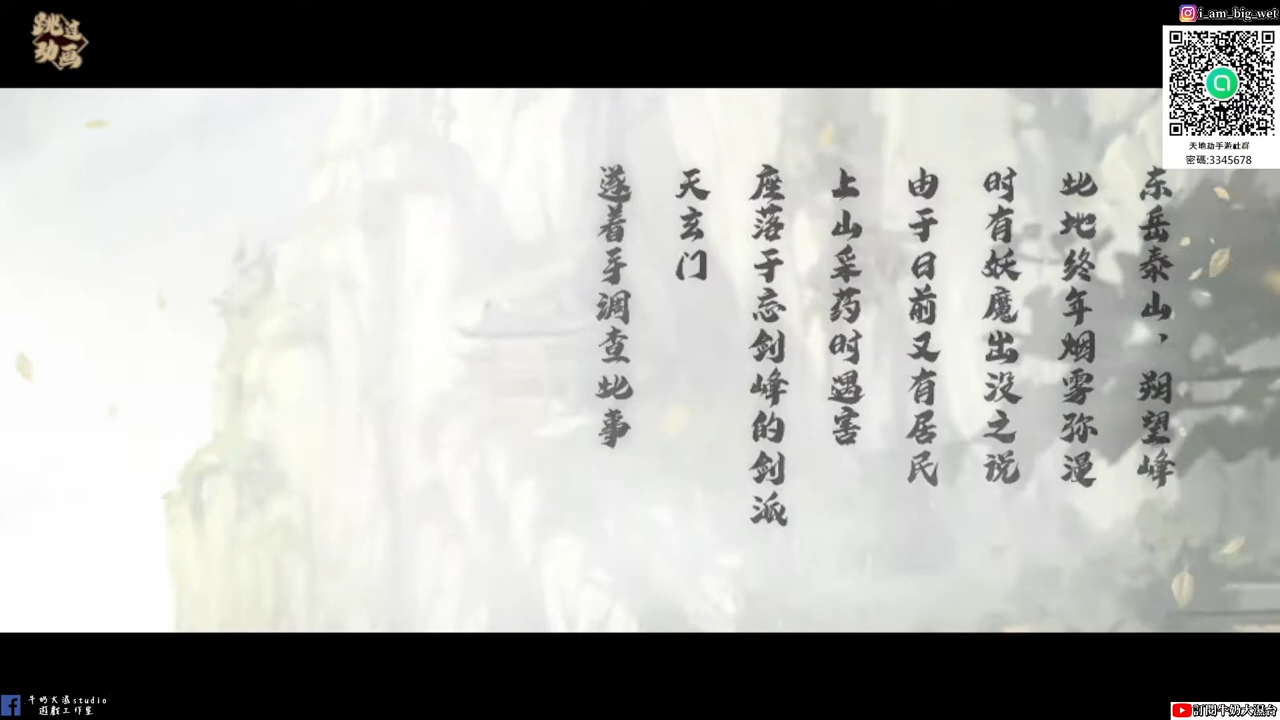 跳过
动画
i_am_big_wet
天地劫手遊社群
密碼:3345678
东岳泰山、朔望峰
此地终年烟雾弥漫
时有妖魔出没之说
由于日前又有居民
上山采药时遇害
座落于忘剑峰的剑派
天玄门
遂着手调查此事
牛奶大濕studio
遊戲工作室
訂閱牛奶大濕台